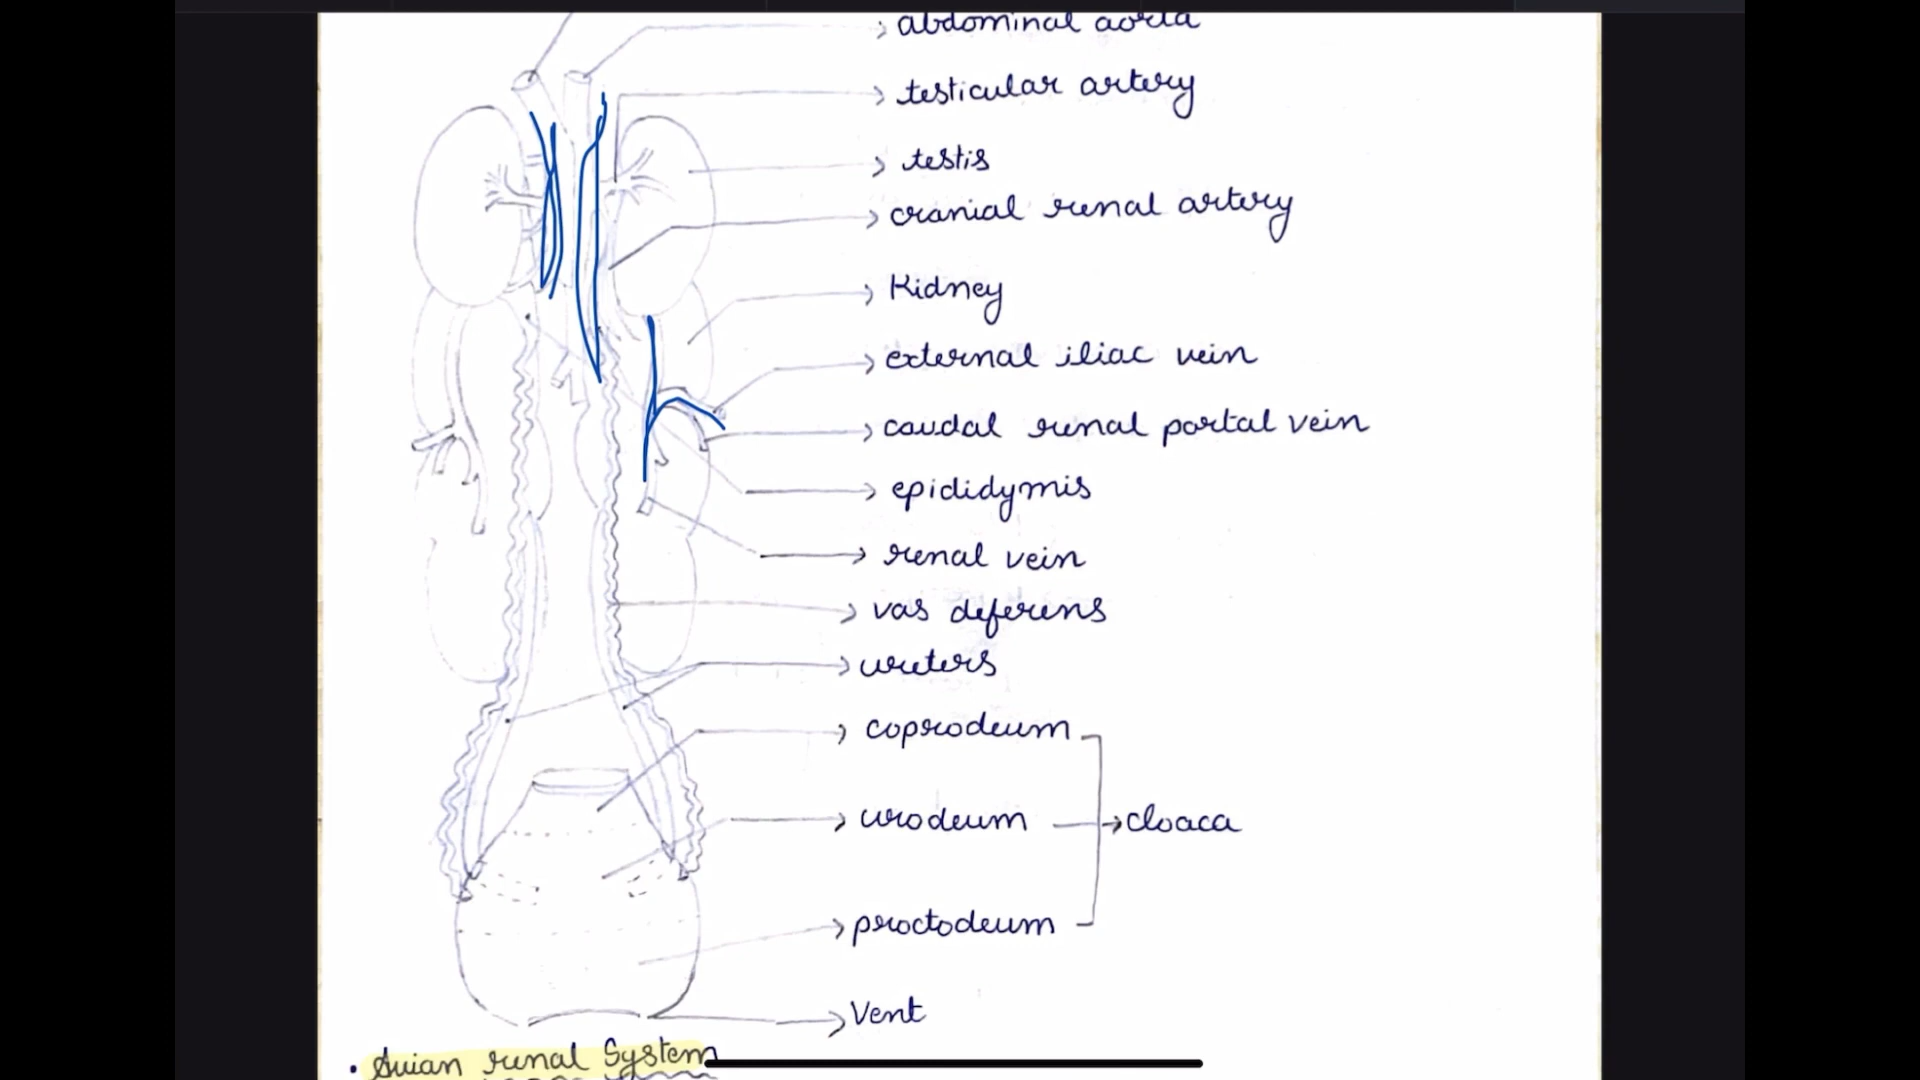 abdominal aorta
testicular artery
testis
cranial renal artery
Kidney
external iliac vein
caudal renal portal vein
epididymis
renal vein
vas deferens
ureters
coprodeum
urodeum
cloaca
proctodeum
Vent
• Avian renal System